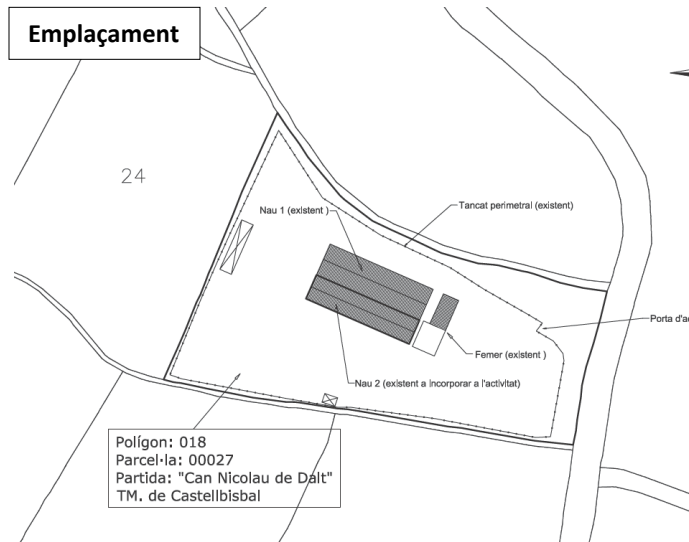 Emplaçament
24
Nau 1 (existent )
Tancat perimetral (existent)
Porta d'ac
Femer (existent )
Nau 2 (existent a incorporar a l'activitat)
Polígon: 018
Parcel·la: 00027
Partida: "Can Nicolau de Dalt"
TM. de Castellbisbal